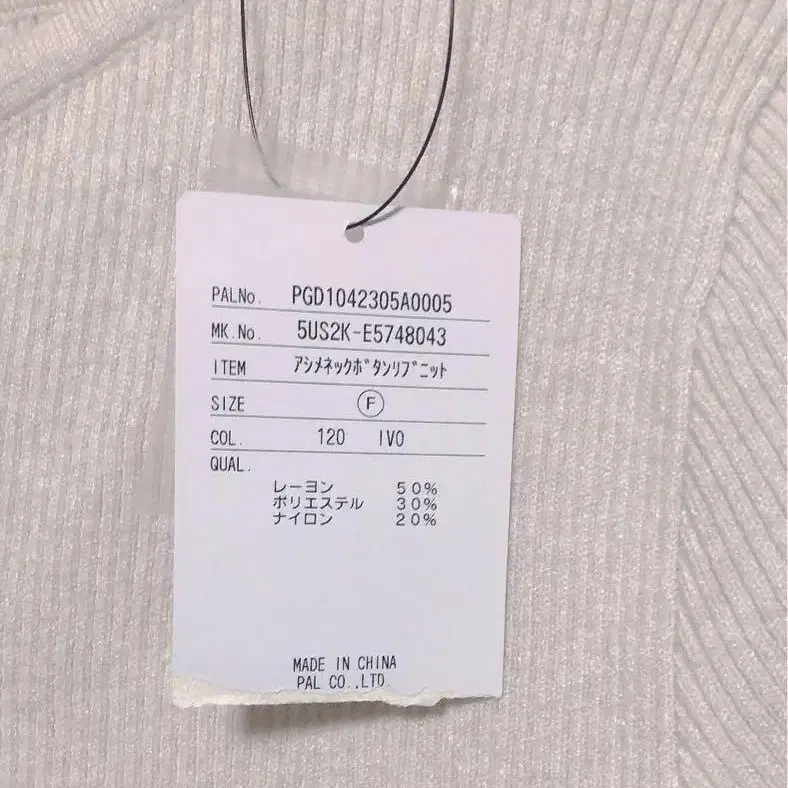 PALNo. PGD1042305A0005
MK.No. 5US2K-E5748043
ITEM ｱｼﾒﾈｯｸﾎﾞﾀﾝﾘﾌﾞﾆｯﾄ
SIZE F
COL. 120 IVO
QUAL.
レーヨン 50%
ポリエステル 30%
ナイロン 20%
MADE IN CHINA
PAL CO.,LTD.